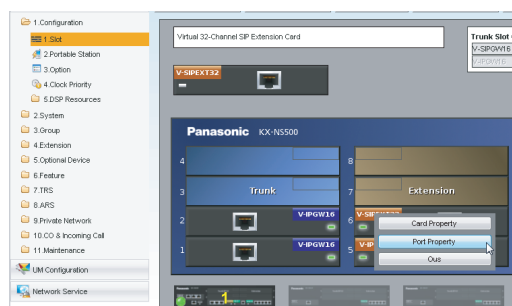 1.Configuration
1.Slot
2.Portable Station
3.Option
4.Clock Priority
5.DSP Resources
2.System
3.Group
4.Extension
5.Optional Device
6.Feature
7.TRS
8.ARS
9.Private Network
10.CO & Incoming Call
11.Maintenance
UM Configuration
Network Service
Virtual 32-Channel SIP Extension Card
Trunk Slot
V-SIPGW16
V-IPGW16
V-SIPEXT32
Panasonic KX-NS500
4
8
3 Trunk
7 Extension
2 V-IPGW16
6
Card Property
Port Property
1 V-IPGW16
5
Ous
1